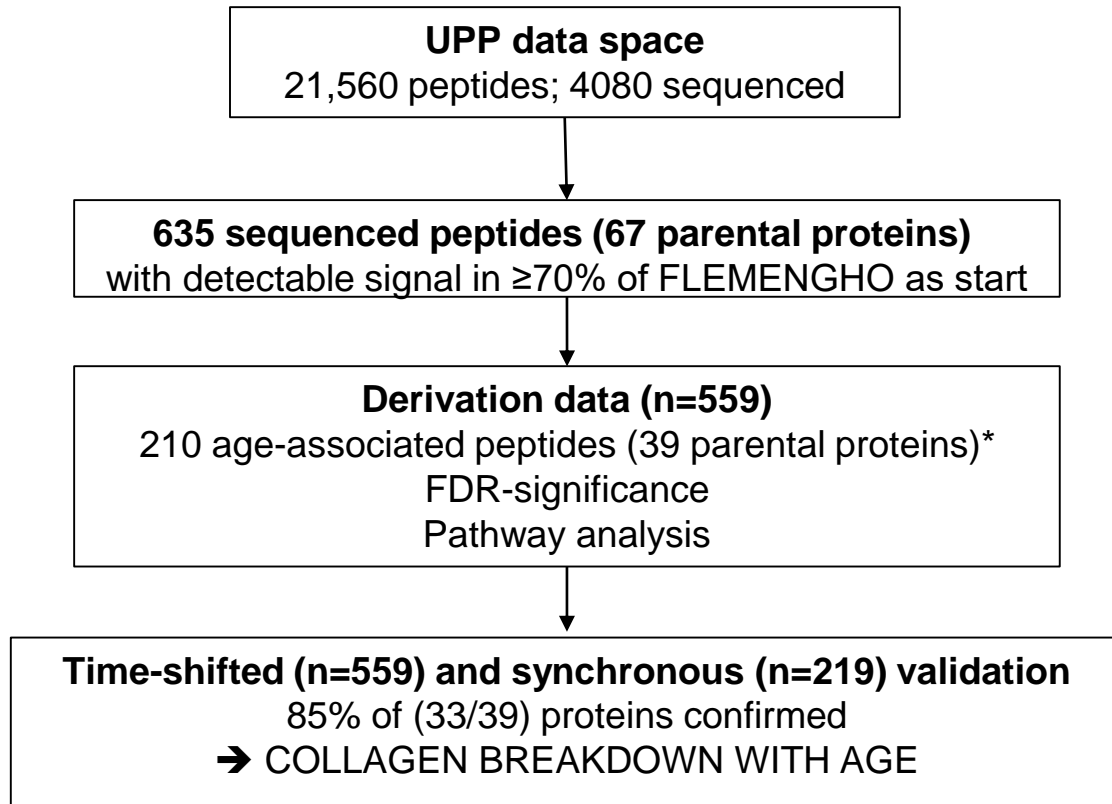 UPP data space
21,560 peptides; 4080 sequenced
635 sequenced peptides (67 parental proteins)
with detectable signal in ≥70% of FLEMENGHO as start
Derivation data (n=559)
210 age-associated peptides (39 parental proteins)*
FDR-significance
Pathway analysis
Time-shifted (n=559) and synchronous (n=219) validation
85% of (33/39) proteins confirmed
➔ COLLAGEN BREAKDOWN WITH AGE